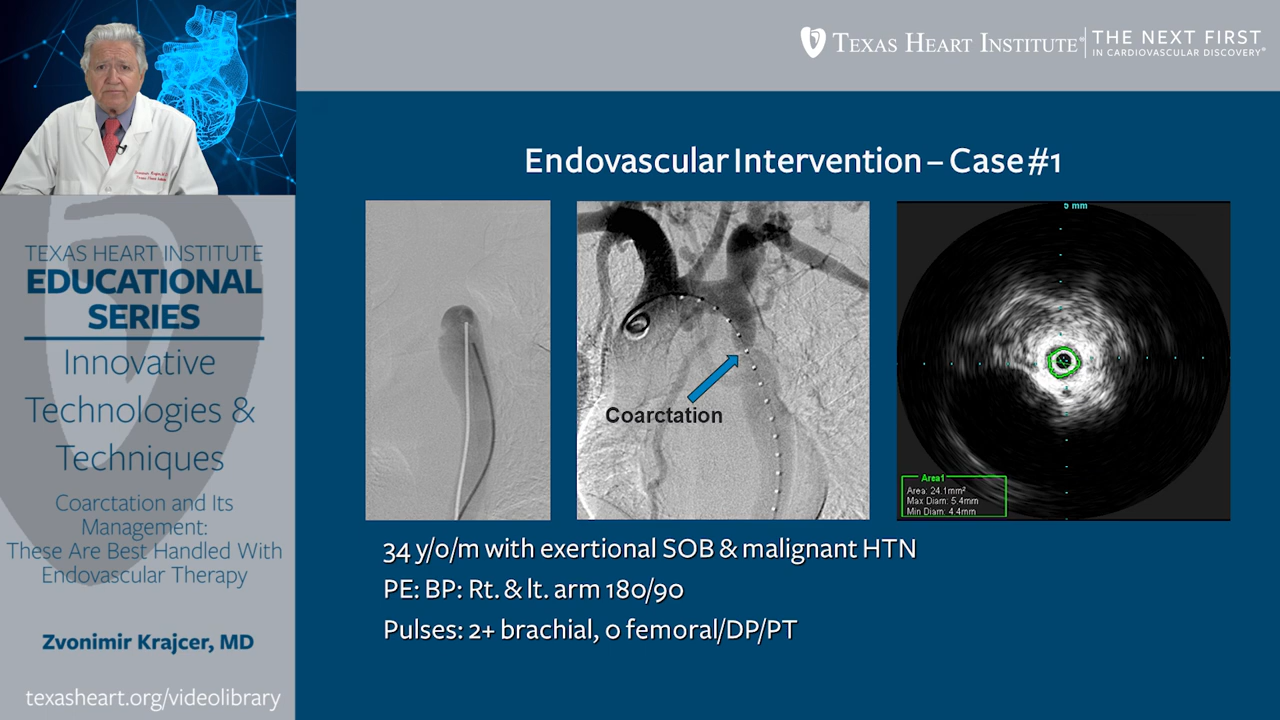 TEXAS HEART INSTITUTE®
THE NEXT FIRST
IN CARDIOVASCULAR DISCOVERY®
TEXAS HEART INSTITUTE
EDUCATIONAL
SERIES
Innovative
Technologies &
Techniques
Coarctation and Its
Management:
These Are Best Handled With
Endovascular Therapy
Zvonimir Krajcer, MD
texasheart.org/videolibrary
Endovascular Intervention – Case #1
Coarctation
5 mm
Area1
Area: 24.1mm²
Max Diam: 5.4mm
Min Diam: 4.4mm
34 y/o/m with exertional SOB & malignant HTN
PE: BP: Rt. & lt. arm 180/90
Pulses: 2+ brachial, 0 femoral/DP/PT